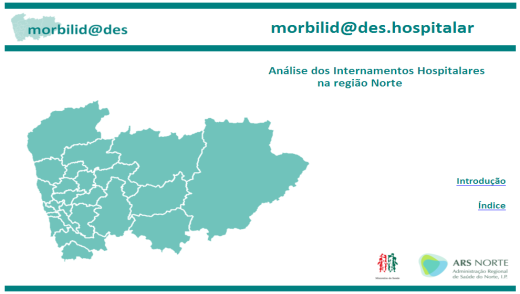 morbilid@des
morbilid@des.hospitalar
Análise dos Internamentos Hospitalares
na região Norte
Introdução
Índice
ARS NORTE
Administração Regional
de Saúde do Norte, I.P.